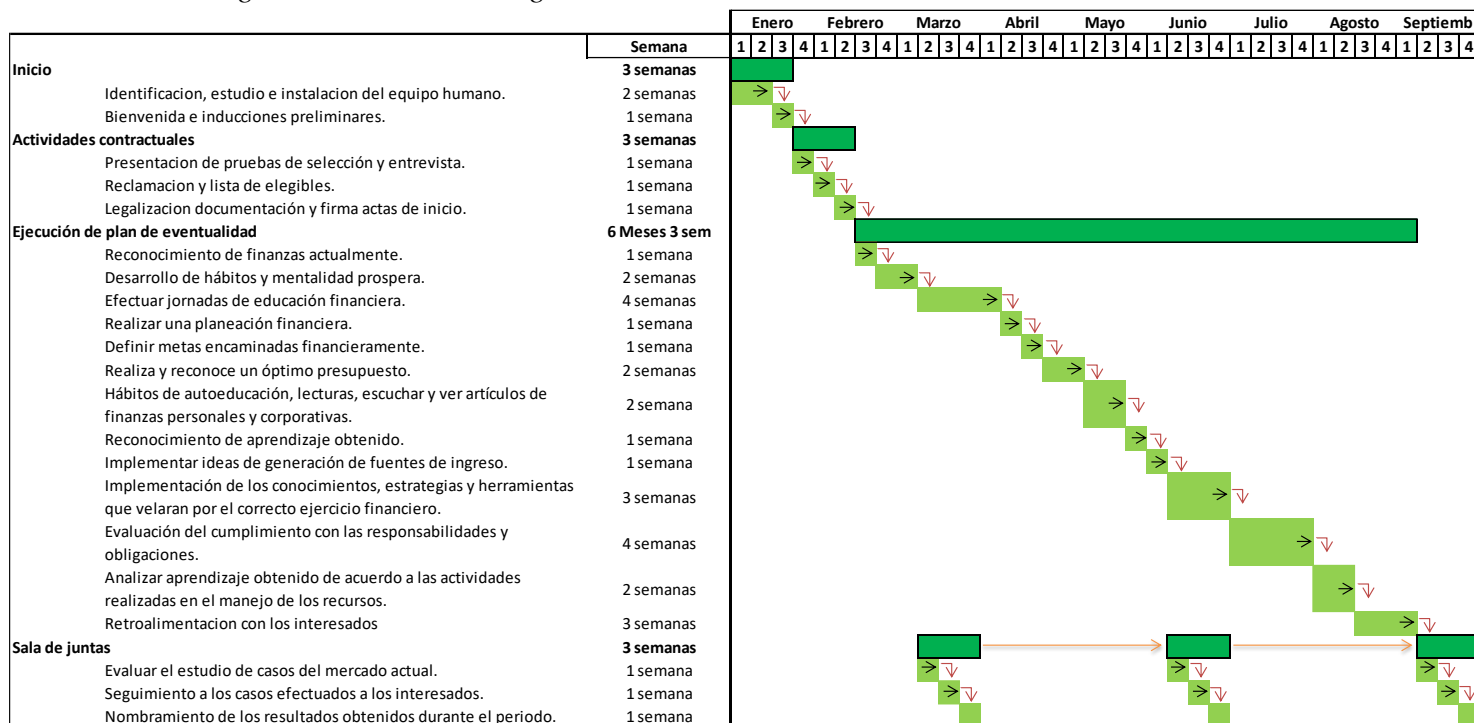 Enero Febrero Marzo Abril Mayo Junio Julio Agosto Septiemb
Semana 1 2 3 4 1 2 3 4 1 2 3 4 1 2 3 4 1 2 3 4 1 2 3 4 1 2 3 4 1 2 3 4 1 2 3 4
Inicio 3 semanas
Identificacion, estudio e instalacion del equipo humano. 2 semanas
Bienvenida e inducciones preliminares. 1 semana
Actividades contractuales 3 semanas
Presentacion de pruebas de selección y entrevista. 1 semana
Reclamacion y lista de elegibles. 1 semana
Legalizacion documentación y firma actas de inicio. 1 semana
Ejecución de plan de eventualidad 6 Meses 3 sem
Reconocimiento de finanzas actualmente. 1 semana
Desarrollo de hábitos y mentalidad prospera. 2 semanas
Efectuar jornadas de educación financiera. 4 semanas
Realizar una planeación financiera. 1 semana
Definir metas encaminadas financieramente. 1 semana
Realiza y reconoce un óptimo presupuesto. 2 semanas
Hábitos de autoeducación, lecturas, escuchar y ver artículos de
finanzas personales y corporativas. 2 semana
Reconocimiento de aprendizaje obtenido. 1 semana
Implementar ideas de generación de fuentes de ingreso. 1 semana
Implementación de los conocimientos, estrategias y herramientas
que velaran por el correcto ejercicio financiero. 3 semanas
Evaluación del cumplimiento con las responsabilidades y
obligaciones. 4 semanas
Analizar aprendizaje obtenido de acuerdo a las actividades
realizadas en el manejo de los recursos. 2 semanas
Retroalimentacion con los interesados 3 semanas
Sala de juntas 3 semanas
Evaluar el estudio de casos del mercado actual. 1 semana
Seguimiento a los casos efectuados a los interesados. 1 semana
Nombramiento de los resultados obtenidos durante el periodo. 1 semana